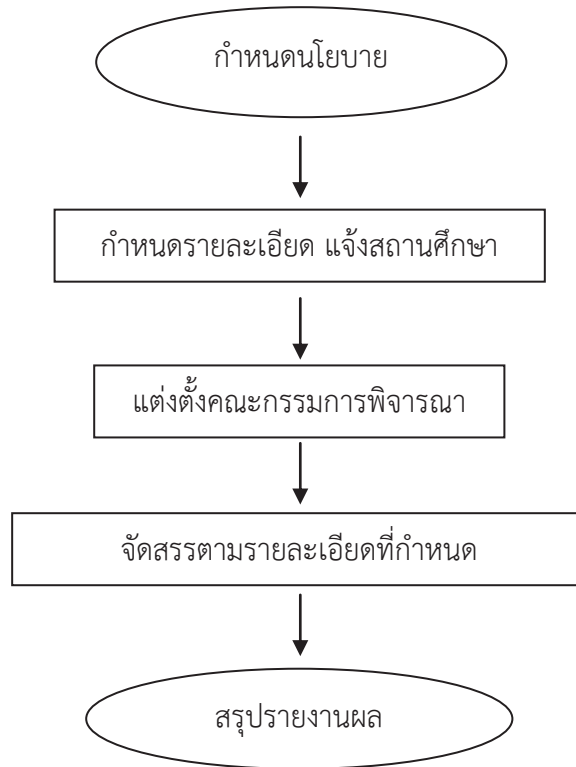 กำหนดนโยบาย
กำหนดรายละเอียด แจ้งสถานศึกษา
แต่งตั้งคณะกรรมการพิจารณา
จัดสรรตามรายละเอียดที่กำหนด
สรุปรายงานผล